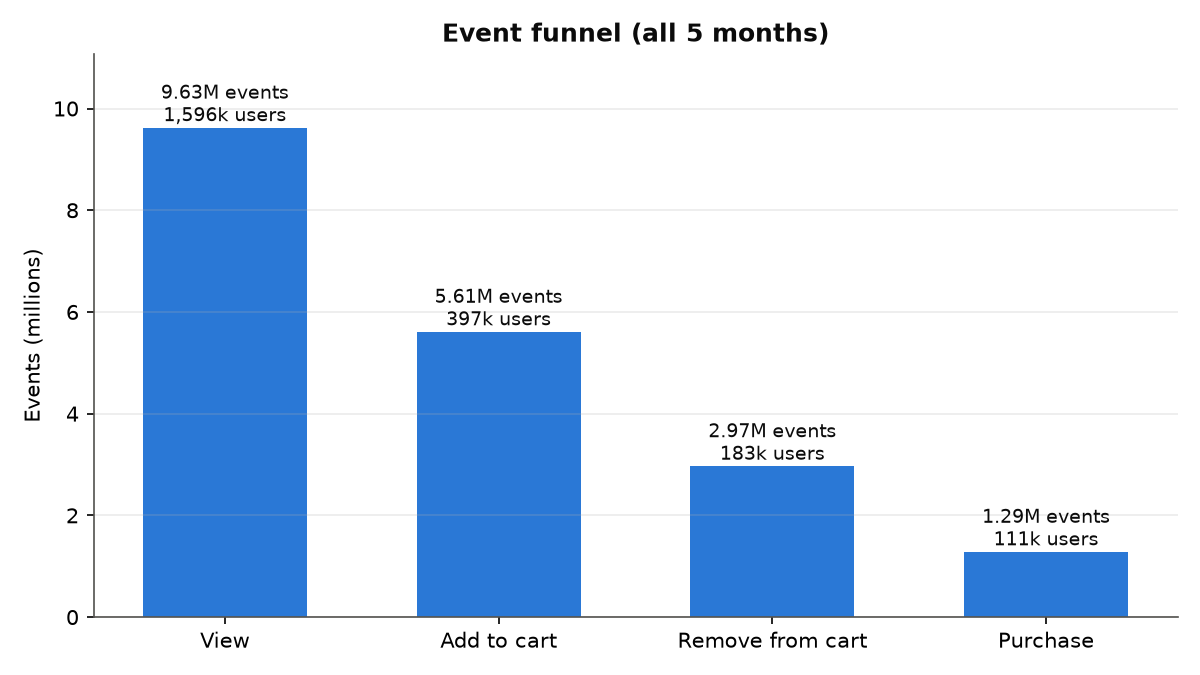 Event funnel (all 5 months)
Events (millions)
10
8
6
4
2
0
9.63M events
1,596k users
5.61M events
397k users
2.97M events
183k users
1.29M events
111k users
View
Add to cart
Remove from cart
Purchase